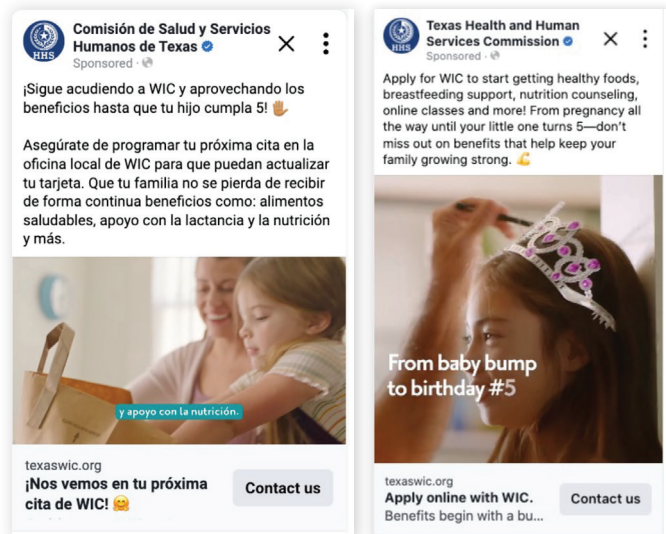 HHS
Comisión de Salud y Servicios
Humanos de Texas
Sponsored ·
¡Sigue acudiendo a WIC y aprovechando los
beneficios hasta que tu hijo cumpla 5! 🖐🏽
Asegúrate de programar tu próxima cita en la
oficina local de WIC para que puedan actualizar
tu tarjeta. Que tu familia no se pierda de recibir
de forma continua beneficios como: alimentos
saludables, apoyo con la lactancia y la nutrición
y más.
y apoyo con la nutrición.
texaswic.org
¡Nos vemos en tu próxima
cita de WIC! 🤗
Contact us
HHS
Texas Health and Human
Services Commission
Sponsored ·
Apply for WIC to start getting healthy foods,
breastfeeding support, nutrition counseling,
online classes and more! From pregnancy all
the way until your little one turns 5—don't
miss out on benefits that help keep your
family growing strong. 💪
From baby bump
to birthday #5
texaswic.org
Apply online with WIC.
Benefits begin with a bu...
Contact us